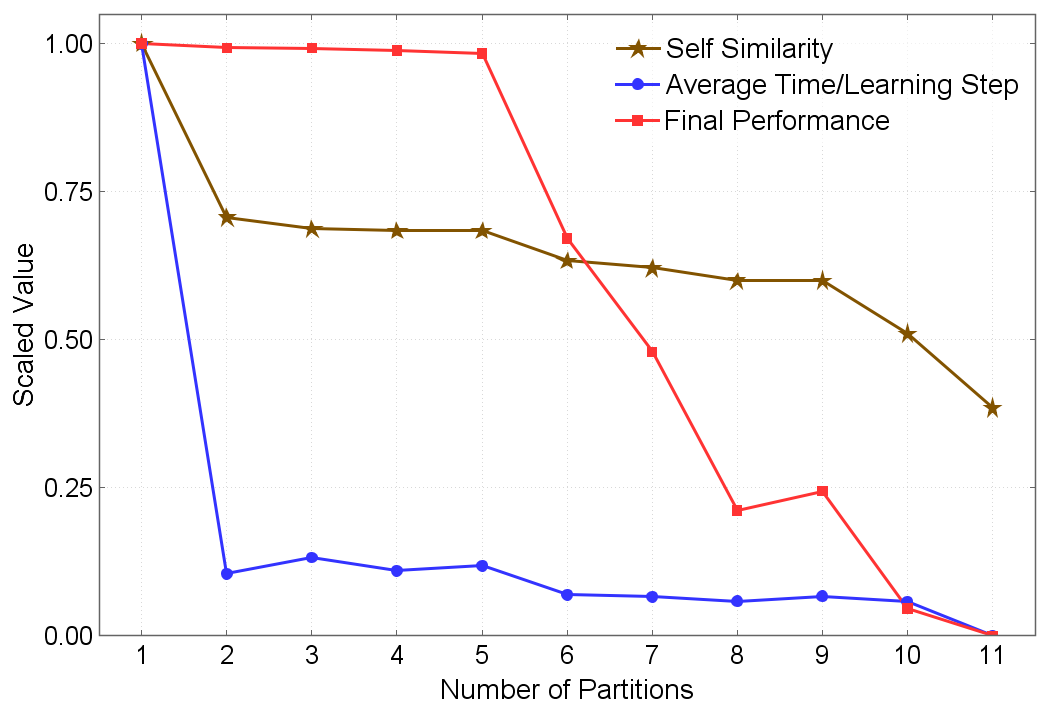 Self Similarity
Average Time/Learning Step
Final Performance
1.00
0.75
0.50
0.25
0.00
Scaled Value
1 2 3 4 5 6 7 8 9 10 11
Number of Partitions